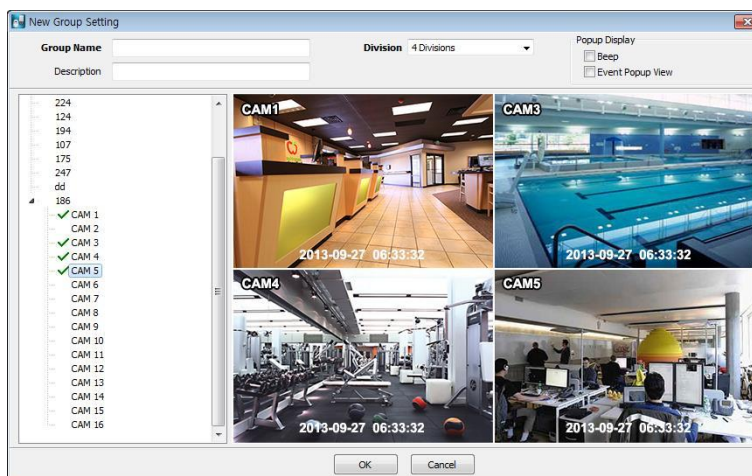 New Group Setting
Group Name
Division
4 Divisions
Description
Popup Display
Beep
Event Popup View
224
124
194
107
175
247
dd
186
CAM 1
CAM 2
CAM 3
CAM 4
CAM 5
CAM 6
CAM 7
CAM 8
CAM 9
CAM 10
CAM 11
CAM 12
CAM 13
CAM 14
CAM 15
CAM 16
CAM1
2013-09-27 06:33:32
CAM3
2013-09-27 06:33:32
CAM4
2013-09-27 06:33:32
CAM5
2013-09-27 06:33:32
OK
Cancel